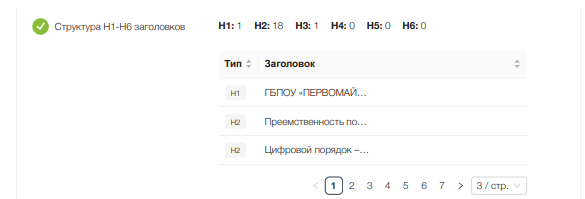 Структура H1-H6 заголовков
H1: 1 H2: 18 H3: 1 H4: 0 H5: 0 H6: 0
Тип Заголовок
H1 ГБПОУ «ПЕРВОМАЙ...
H2 Преемственность по...
H2 Цифровой порядок –...
< 1 2 3 4 5 6 7 > 3 / стр.